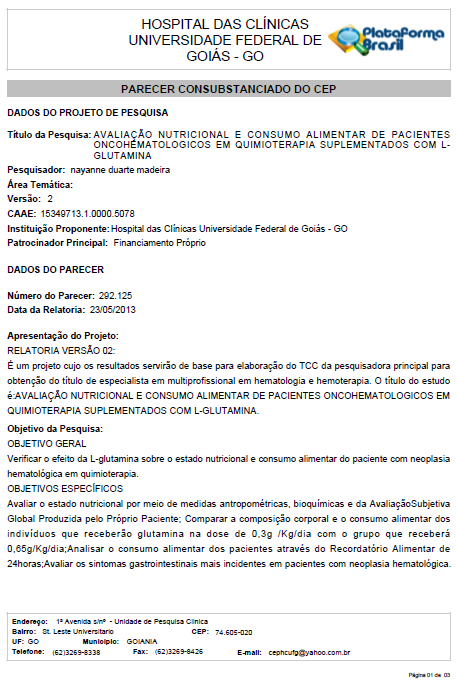 HOSPITAL DAS CLÍNICAS
UNIVERSIDADE FEDERAL DE
GOIÁS - GO
Plataforma
Brasil
PARECER CONSUBSTANCIADO DO CEP
DADOS DO PROJETO DE PESQUISA
Título da Pesquisa: AVALIAÇÃO NUTRICIONAL E CONSUMO ALIMENTAR DE PACIENTES
ONCOHEMATOLOGICOS EM QUIMIOTERAPIA SUPLEMENTADOS COM L-
GLUTAMINA
Pesquisador: nayanne duarte madeira
Área Temática:
Versão: 2
CAAE: 15349713.1.0000.5078
Instituição Proponente: Hospital das Clínicas Universidade Federal de Goiás - GO
Patrocinador Principal: Financiamento Próprio
DADOS DO PARECER
Número do Parecer: 292.125
Data da Relatoria: 23/05/2013
Apresentação do Projeto:
RELATORIA VERSÃO 02:
É um projeto cujo os resultados servirão de base para elaboração do TCC da pesquisadora principal para
obtenção do título de especialista em multiprofissional em hematologia e hemoterapia. O título do estudo
é:AVALIAÇÃO NUTRICIONAL E CONSUMO ALIMENTAR DE PACIENTES ONCOHEMATOLOGICOS EM
QUIMIOTERAPIA SUPLEMENTADOS COM L-GLUTAMINA.
Objetivo da Pesquisa:
OBJETIVO GERAL
Verificar o efeito da L-glutamina sobre o estado nutricional e consumo alimentar do paciente com neoplasia
hematológica em quimioterapia.
OBJETIVOS ESPECÍFICOS
Avaliar o estado nutricional por meio de medidas antropométricas, bioquímicas e da AvaliaçãoSubjetiva
Global Produzida pelo Próprio Paciente; Comparar a composição corporal e o consumo alimentar dos
indivíduos que receberão glutamina na dose de 0,3g /Kg/dia com o grupo que receberá
0,65g/Kg/dia;Analisar o consumo alimentar dos pacientes através do Recordatório Alimentar de
24horas;Avaliar os sintomas gastrointestinais mais incidentes em pacientes com neoplasia hematológica.
Endereço: 1ª Avenida s/nº - Unidade de Pesquisa Clínica
Bairro: St. Leste Universitario CEP: 74.605-020
UF: GO Município: GOIANIA
Telefone: (62)3269-8338 Fax: (62)3269-8426 E-mail: cephcufg@yahoo.com.br
Página 01 de 03